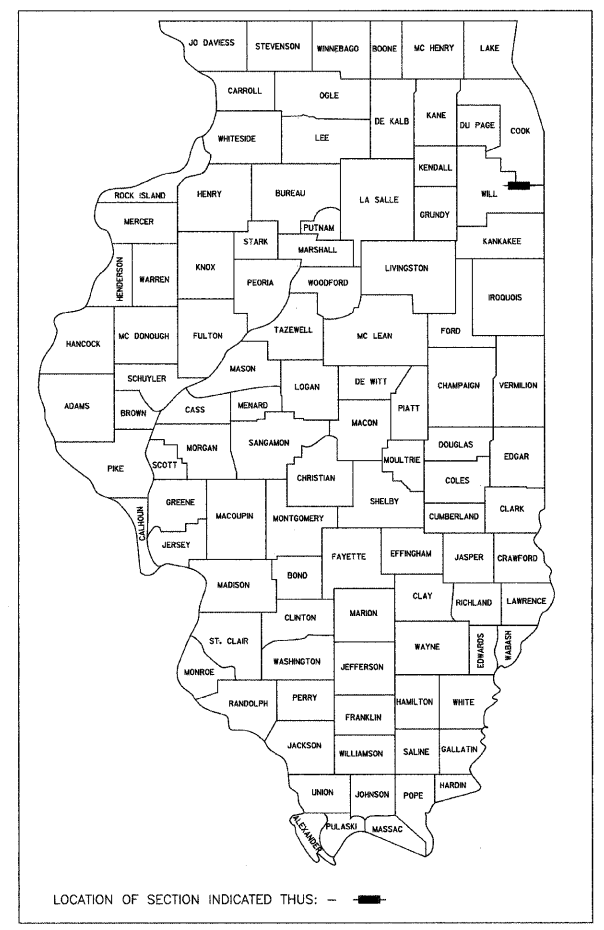 JO DAVIESS
STEVENSON
WINNEBAGO
BOONE
MC HENRY
LAKE
CARROLL
OGLE
DE KALB
KANE
DU PAGE
COOK
WHITESIDE
LEE
KENDALL
ROCK ISLAND
HENRY
BUREAU
LA SALLE
WILL
GRUNDY
MERCER
PUTNAM
STARK
MARSHALL
KANKAKEE
HENDERSON
WARREN
KNOX
PEORIA
WOODFORD
LIVINGSTON
IROQUOIS
HANCOCK
MC DONOUGH
FULTON
TAZEWELL
MC LEAN
FORD
MASON
SCHUYLER
LOGAN
DE WITT
CHAMPAIGN
VERMILION
ADAMS
BROWN
CASS
MENARD
PIATT
MACON
PIKE
SCOTT
MORGAN
SANGAMON
MOULTRIE
DOUGLAS
EDGAR
CHRISTIAN
COLES
CALHOUN
GREENE
MACOUPIN
SHELBY
MONTGOMERY
CUMBERLAND
CLARK
JERSEY
FAYETTE
EFFINGHAM
JASPER
CRAWFORD
MADISON
BOND
CLAY
RICHLAND
LAWRENCE
CLINTON
MARION
ST. CLAIR
WAYNE
EDWARDS
WABASH
MONROE
WASHINGTON
JEFFERSON
RANDOLPH
PERRY
HAMILTON
WHITE
FRANKLIN
JACKSON
WILLIAMSON
SALINE
GALLATIN
UNION
JOHNSON
POPE
HARDIN
ALEXANDER
PULASKI
MASSAC
LOCATION OF SECTION INDICATED THUS: –